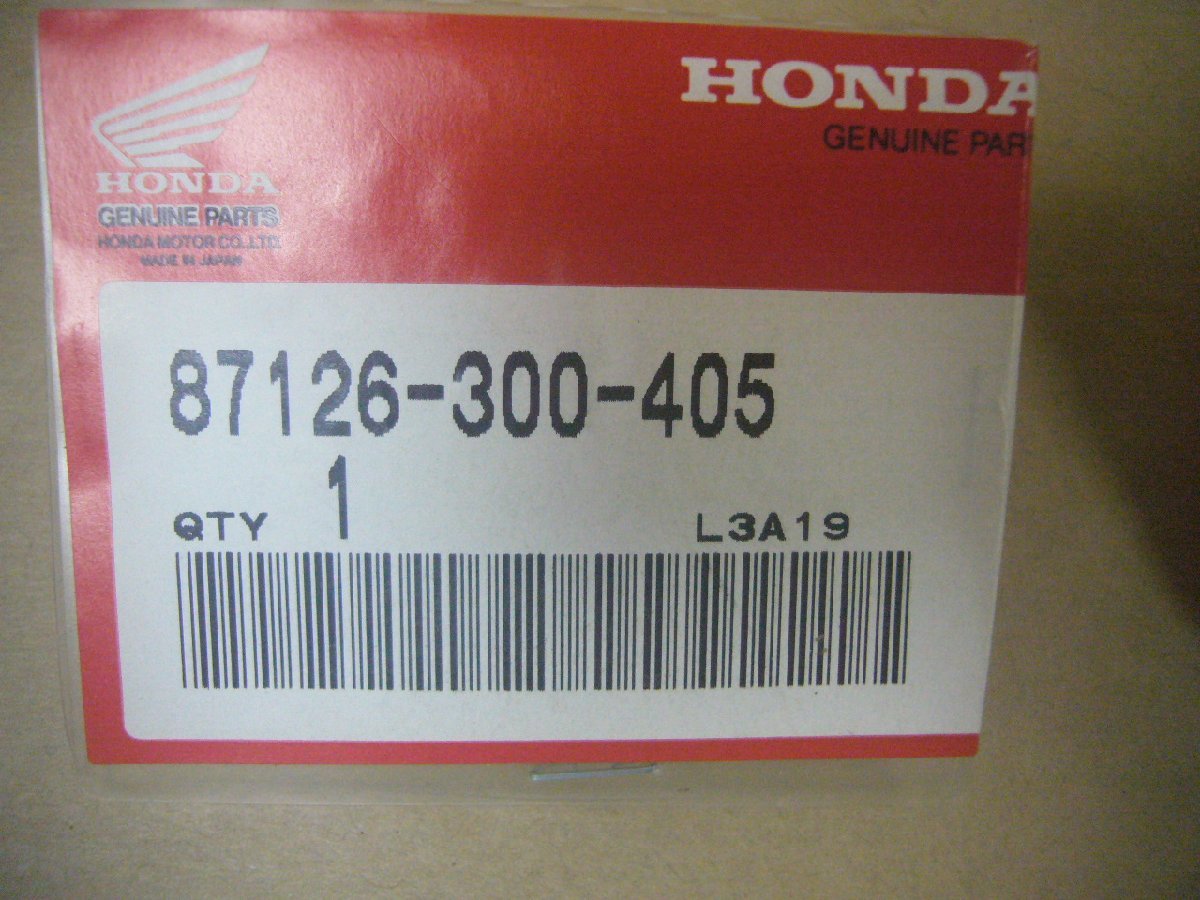 HONDA
GENUINE PARTS
HONDA MOTOR CO.,LTD.
MADE IN JAPAN
HONDA
GENUINE PAR
87126-300-405
QTY 1 L3A19